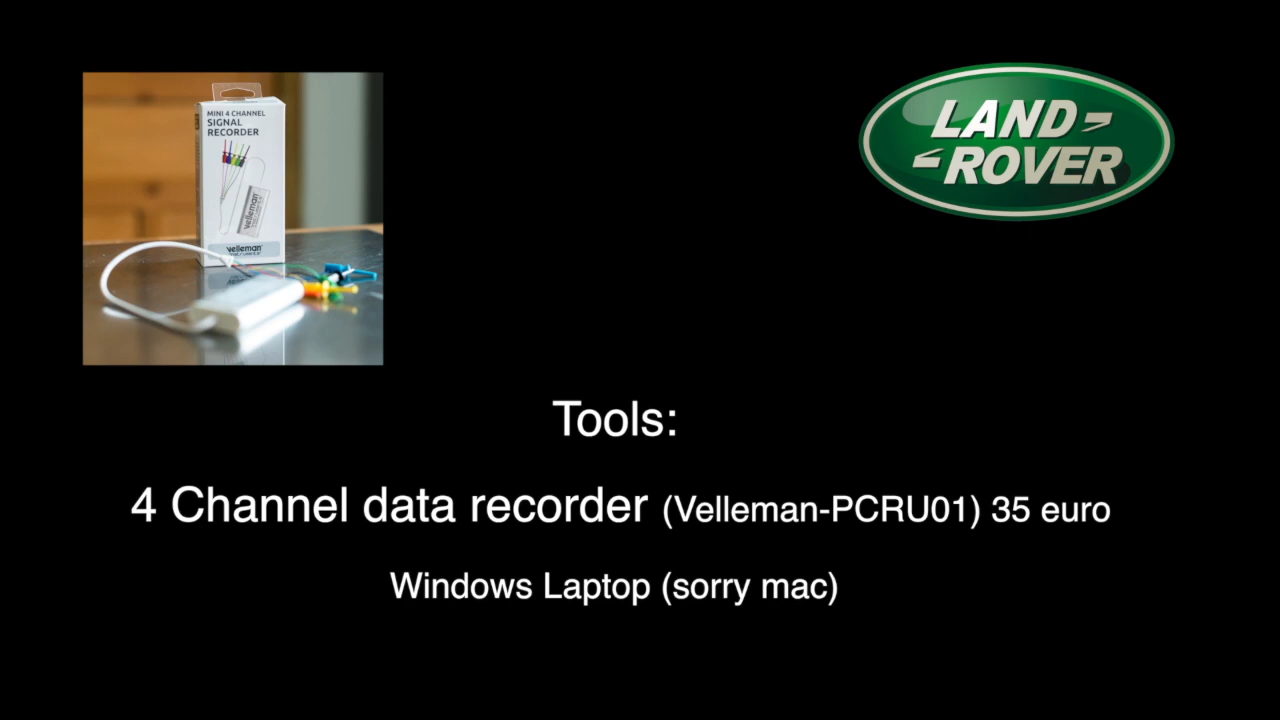 MINI 4 CHANNEL
SIGNAL
RECORDER
velleman
velleman
LAND
ROVER
Tools:
4 Channel data recorder (Velleman-PCRU01) 35 euro
Windows Laptop (sorry mac)